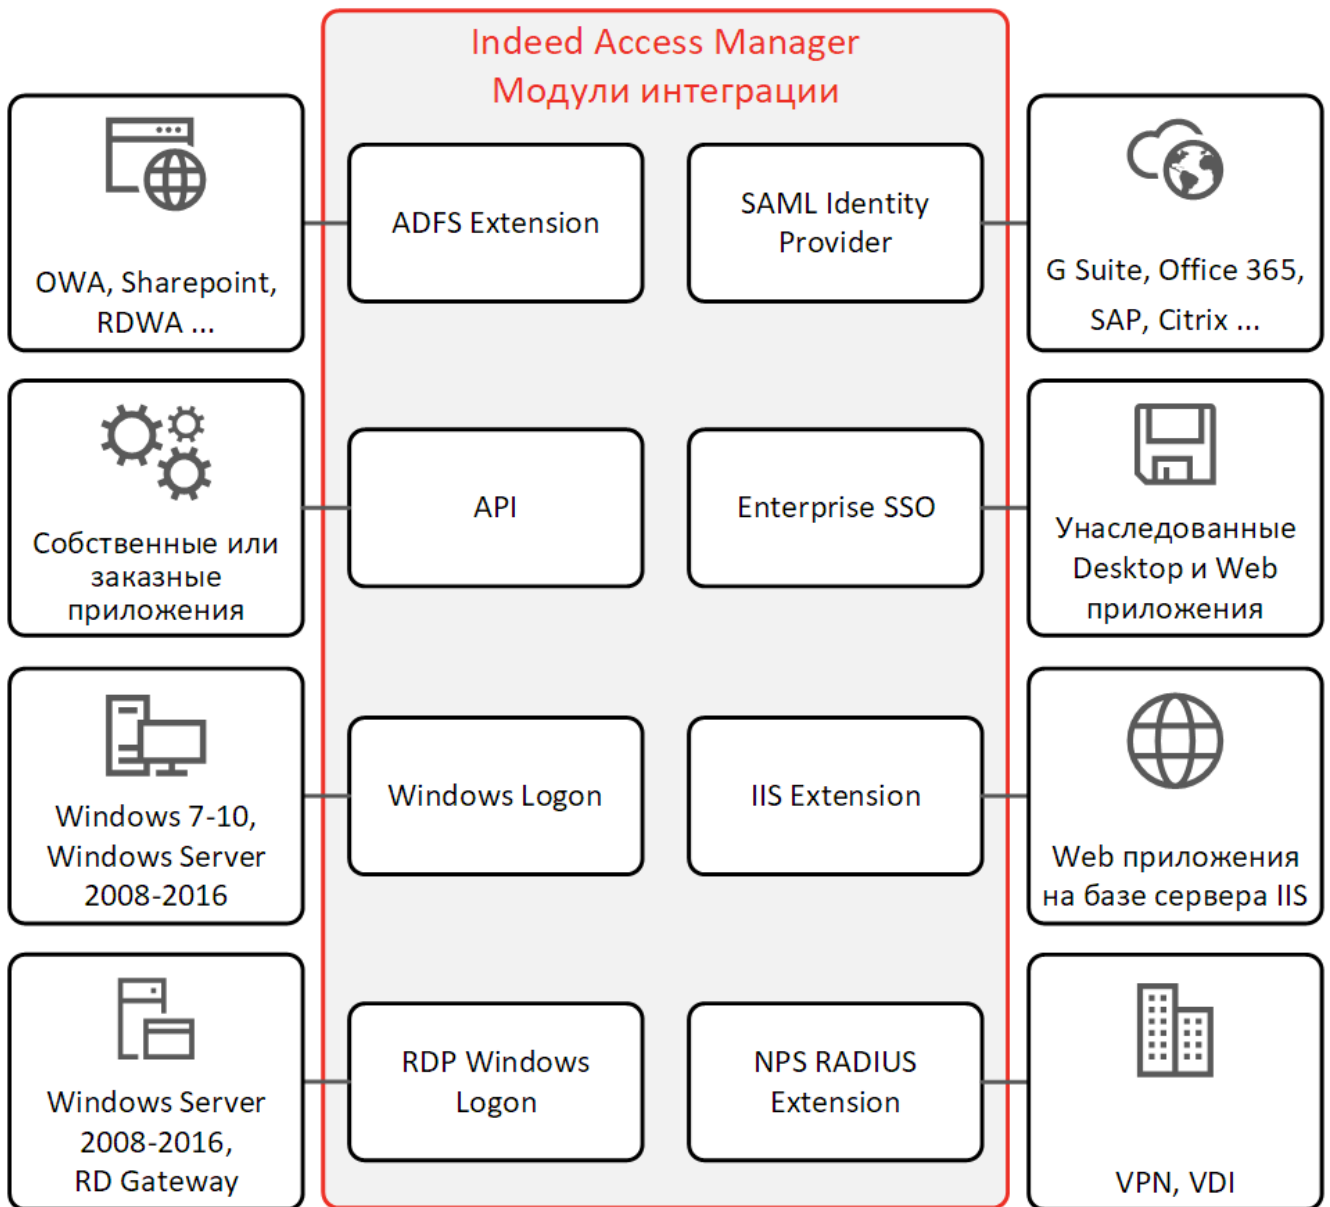 Indeed Access Manager
Модули интеграции
OWA, Sharepoint,
RDWA ...
ADFS Extension
SAML Identity
Provider
G Suite, Office 365,
SAP, Citrix ...
Собственные или
заказные
приложения
API
Enterprise SSO
Унаследованные
Desktop и Web
приложения
Windows 7-10,
Windows Server
2008-2016
Windows Logon
IIS Extension
Web приложения
на базе сервера IIS
Windows Server
2008-2016,
RD Gateway
RDP Windows
Logon
NPS RADIUS
Extension
VPN, VDI